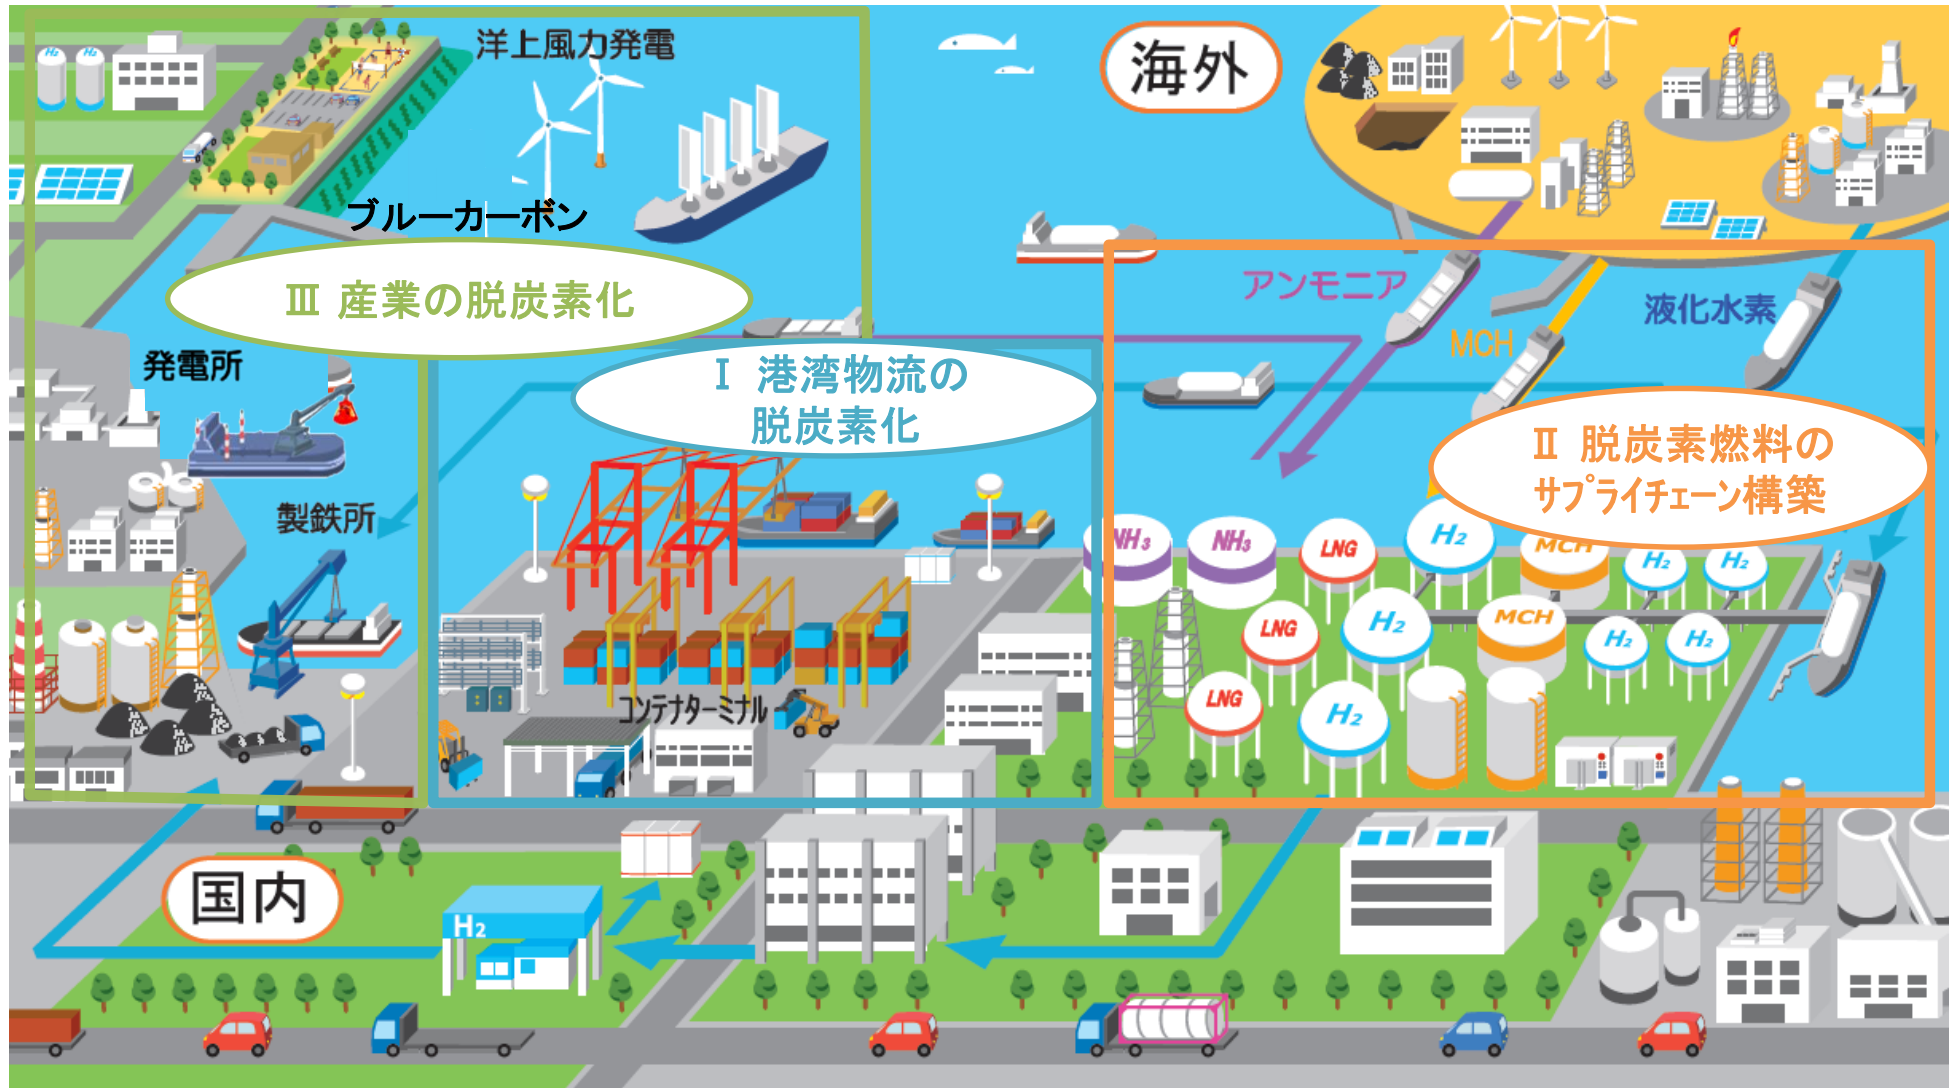 洋上風力発電
海外
H₂
H₂
ブルーカーボン
Ⅲ 産業の脱炭素化
アンモニア
液化水素
MCH
発電所
Ⅰ 港湾物流の
脱炭素化
Ⅱ 脱炭素燃料の
サプライチェーン構築
製鉄所
NH₃
NH₃
LNG
H₂
MCH
H₂
H₂
LNG
H₂
MCH
H₂
H₂
LNG
H₂
コンテナターミナル
国内
H₂